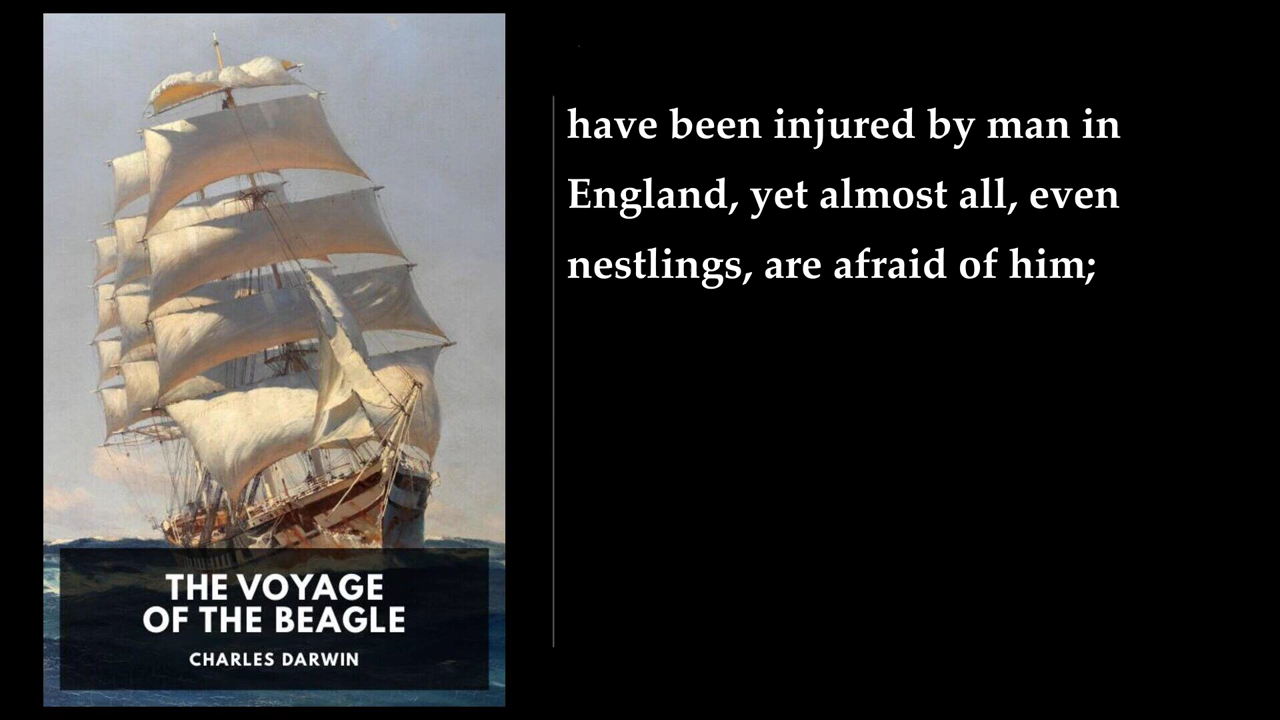 have been injured by man in
England, yet almost all, even
nestlings, are afraid of him;
THE VOYAGE
OF THE BEAGLE
CHARLES DARWIN